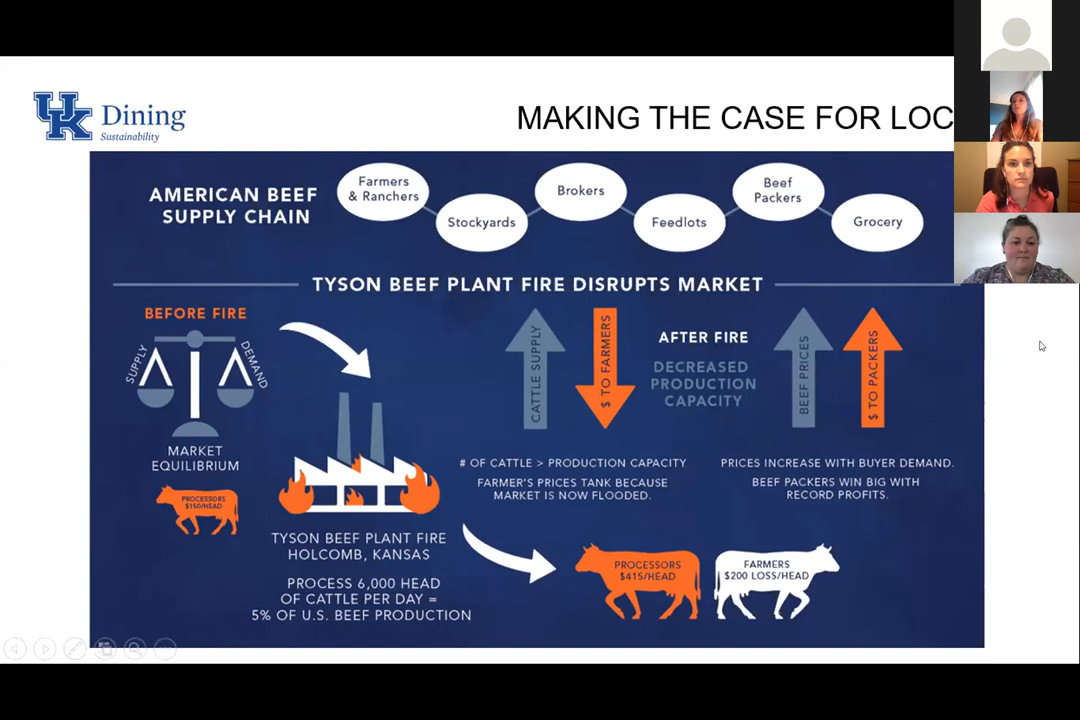 UK Dining
Sustainability
MAKING THE CASE FOR LOC
AMERICAN BEEF
SUPPLY CHAIN
Farmers
& Ranchers
Stockyards
Brokers
Feedlots
Beef
Packers
Grocery
TYSON BEEF PLANT FIRE DISRUPTS MARKET
BEFORE FIRE
SUPPLY
DEMAND
MARKET
EQUILIBRIUM
PROCESSORS
$150/HEAD
TYSON BEEF PLANT FIRE
HOLCOMB, KANSAS
PROCESS 6,000 HEAD
OF CATTLE PER DAY =
5% OF U.S. BEEF PRODUCTION
CATTLE SUPPLY
$ TO FARMERS
AFTER FIRE
DECREASED
PRODUCTION
CAPACITY
BEEF PRICES
$ TO PACKERS
# OF CATTLE > PRODUCTION CAPACITY
FARMER'S PRICES TANK BECAUSE
MARKET IS NOW FLOODED.
PRICES INCREASE WITH BUYER DEMAND.
BEEF PACKERS WIN BIG WITH
RECORD PROFITS.
PROCESSORS
$415/HEAD
FARMERS
$200 LOSS/HEAD